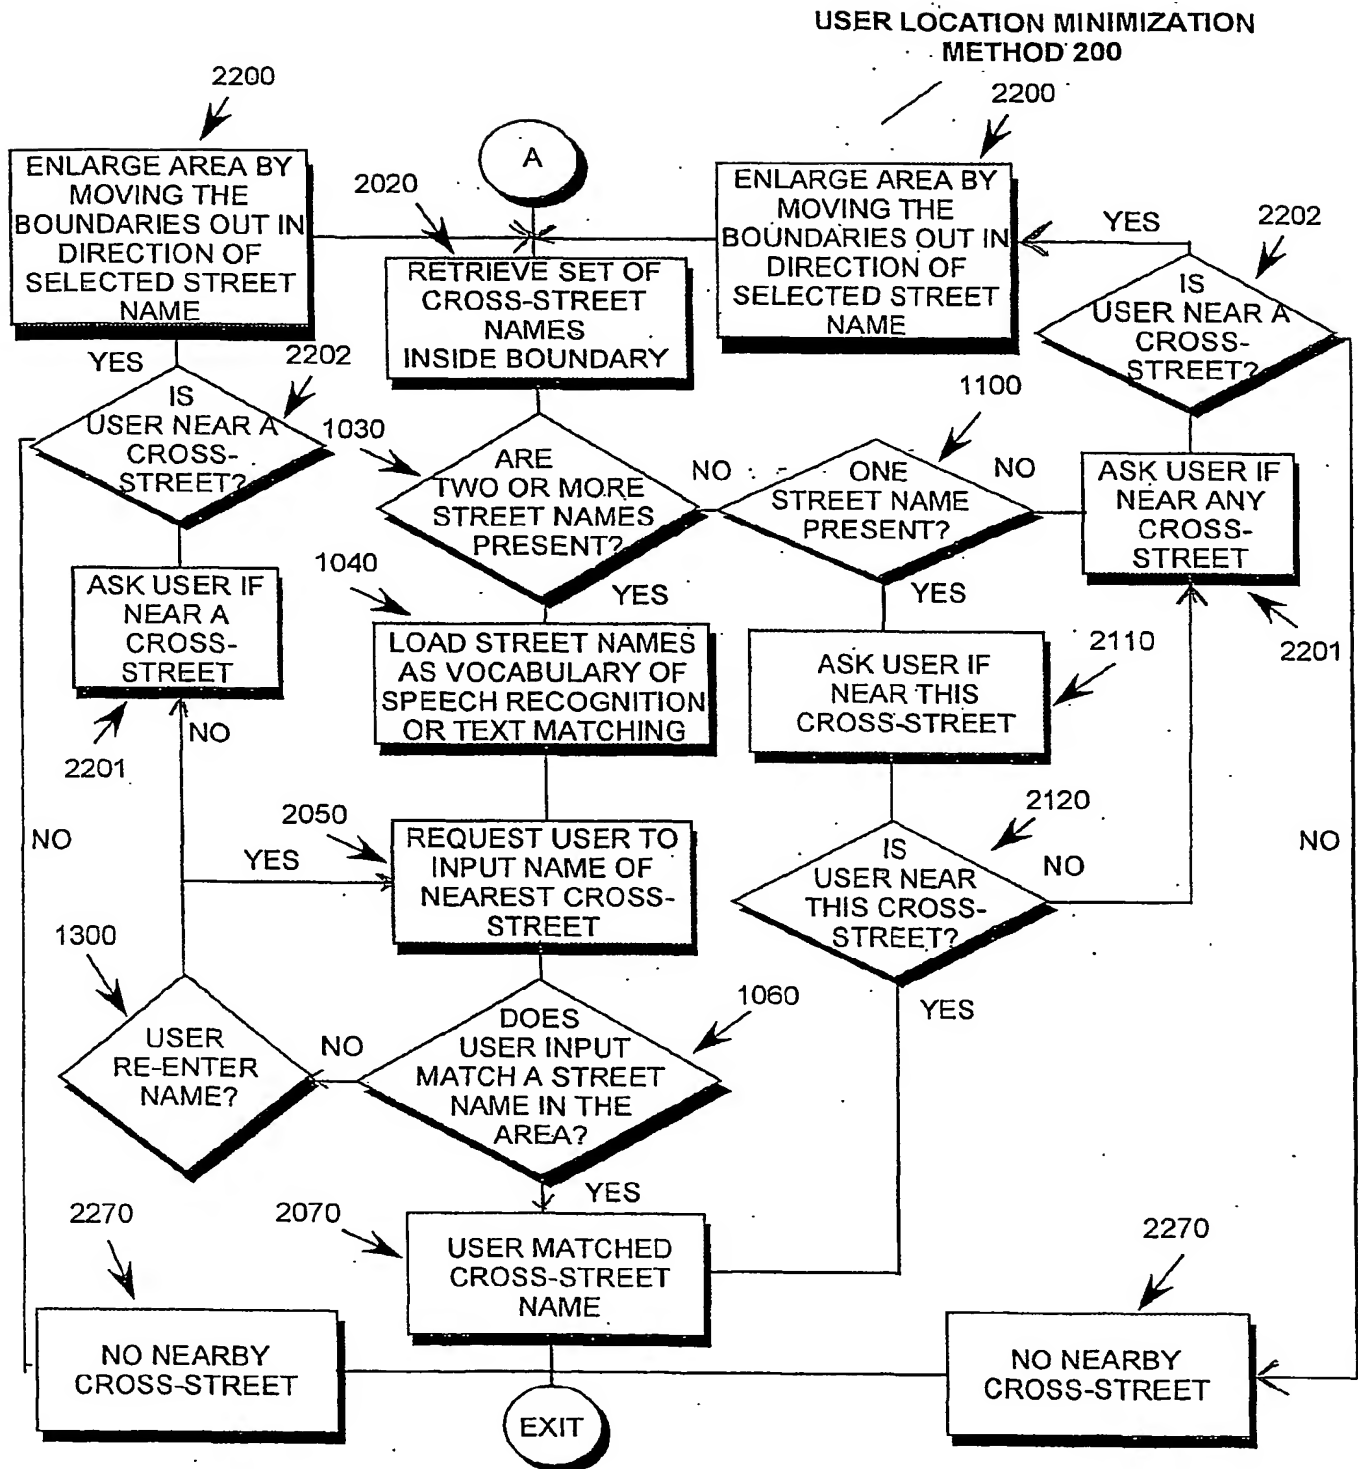 USER LOCATION MINIMIZATION
METHOD 200
2200
2200
A
ENLARGE AREA BY
MOVING THE
BOUNDARIES OUT IN
DIRECTION OF
SELECTED STREET
NAME
2020
RETRIEVE SET OF
CROSS-STREET
NAMES
INSIDE BOUNDARY
ENLARGE AREA BY
MOVING THE
BOUNDARIES OUT IN
DIRECTION OF
SELECTED STREET
NAME
YES
2202
IS
USER NEAR A
CROSS-
STREET?
YES
2202
IS
USER NEAR A
CROSS-
STREET?
1030
ARE
TWO OR MORE
STREET NAMES
PRESENT?
NO
1100
ONE
STREET NAME
PRESENT?
NO
ASK USER IF
NEAR ANY
CROSS-
STREET
2201
ASK USER IF
NEAR A
CROSS-
STREET
2201
NO
1040
YES
LOAD STREET NAMES
AS VOCABULARY OF
SPEECH RECOGNITION
OR TEXT MATCHING
YES
2110
ASK USER IF
NEAR THIS
CROSS-STREET
NO
YES
2050
REQUEST USER TO
INPUT NAME OF
NEAREST CROSS-
STREET
2120
IS
USER NEAR
THIS CROSS-
STREET?
NO
NO
1300
USER
RE-ENTER
NAME?
NO
1060
DOES
USER INPUT
MATCH A STREET
NAME IN THE
AREA?
YES
YES
2070
USER MATCHED
CROSS-STREET
NAME
2270
NO NEARBY
CROSS-STREET
2270
NO NEARBY
CROSS-STREET
EXIT